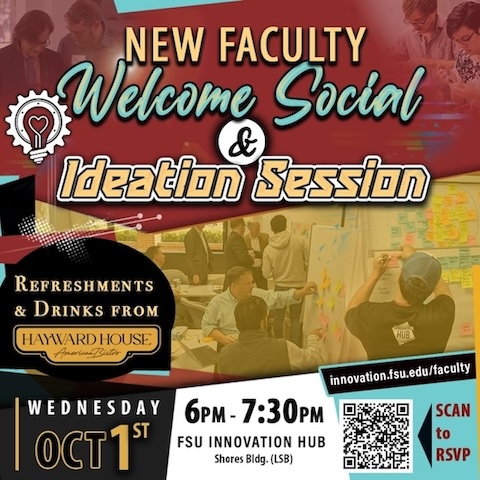 NEW FACULTY
Welcome Social
&
Ideation Session
REFRESHMENTS
& DRINKS FROM
HAYWARD HOUSE
American Bistro
HUB
innovation.fsu.edu/faculty
WEDNESDAY
OCT 1ST
6PM - 7:30PM
FSU INNOVATION HUB
Shores Bldg. (LSB)
SCAN
to
RSVP